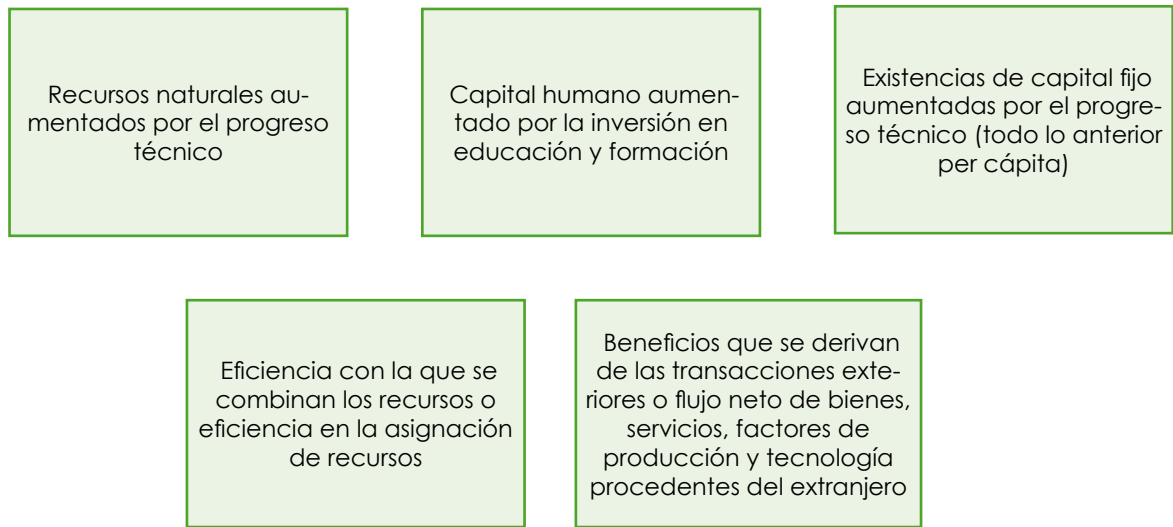 Recursos naturales au-
mentados por el progreso
técnico
Capital humano aumen-
tado por la inversión en
educación y formación
Existencias de capital fijo
aumentadas por el progre-
so técnico (todo lo anterior
per cápita)
Eficiencia con la que se
combinan los recursos o
eficiencia en la asignación
de recursos
Beneficios que se derivan
de las transacciones exte-
riores o flujo neto de bienes,
servicios, factores de
producción y tecnología
procedentes del extranjero